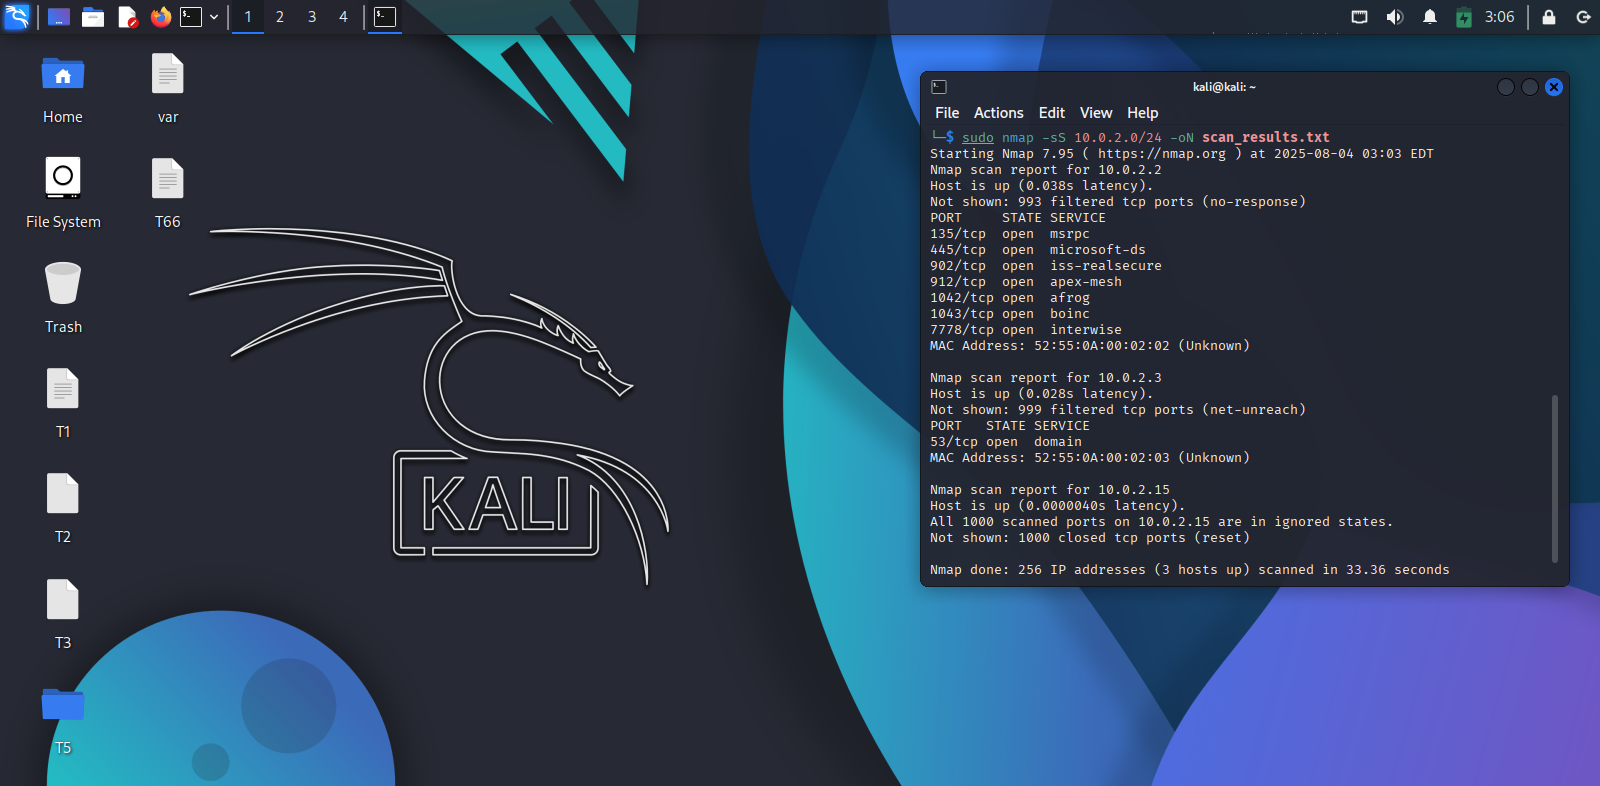 1 2 3 4 3:06
Home
var
File System
T66
Trash
T1
T2
T3
T5
KALI
kali@kali: ~
File Actions Edit View Help
└─$ sudo nmap -sS 10.0.2.0/24 -oN scan_results.txt
Starting Nmap 7.95 ( https://nmap.org ) at 2025-08-04 03:03 EDT
Nmap scan report for 10.0.2.2
Host is up (0.038s latency).
Not shown: 993 filtered tcp ports (no-response)
PORT     STATE SERVICE
135/tcp  open  msrpc
445/tcp  open  microsoft-ds
902/tcp  open  iss-realsecure
912/tcp  open  apex-mesh
1042/tcp open  afrog
1043/tcp open  boinc
7778/tcp open  interwise
MAC Address: 52:55:0A:00:02:02 (Unknown)
Nmap scan report for 10.0.2.3
Host is up (0.028s latency).
Not shown: 999 filtered tcp ports (net-unreach)
PORT   STATE SERVICE
53/tcp open  domain
MAC Address: 52:55:0A:00:02:03 (Unknown)
Nmap scan report for 10.0.2.15
Host is up (0.0000040s latency).
All 1000 scanned ports on 10.0.2.15 are in ignored states.
Not shown: 1000 closed tcp ports (reset)
Nmap done: 256 IP addresses (3 hosts up) scanned in 33.36 seconds